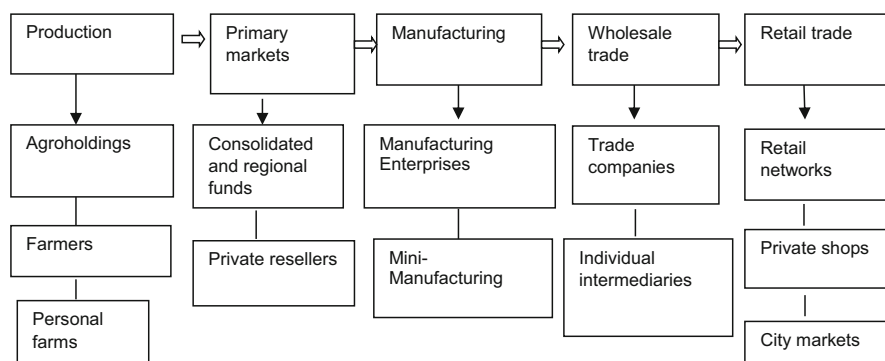 Production
Primary
markets
Manufacturing
Wholesale
trade
Retail trade
Agroholdings
Consolidated
and regional
funds
Manufacturing
Enterprises
Trade
companies
Retail
networks
Farmers
Private resellers
Mini-
Manufacturing
Individual
intermediaries
Private shops
Personal
farms
City markets